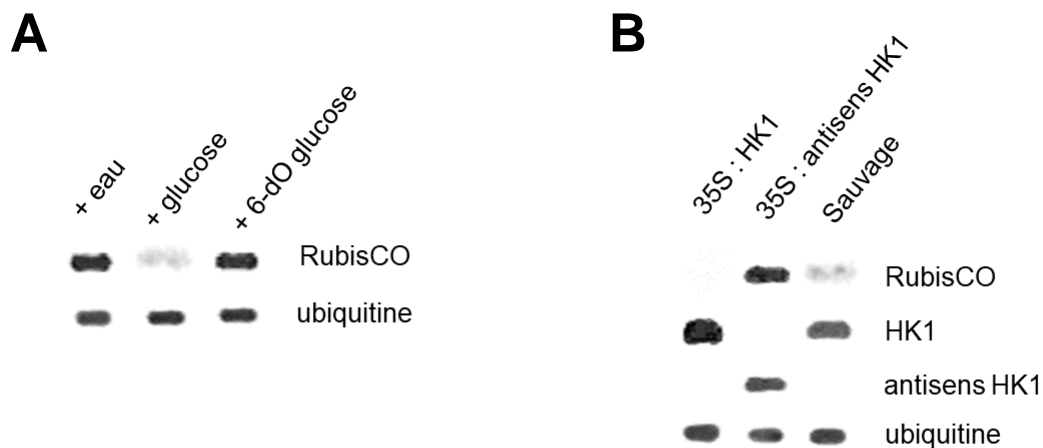 A
+ eau
+ glucose
+ 6-dO glucose
RubisCO
ubiquitine
B
35S : HK1
35S : antisens HK1
Sauvage
RubisCO
HK1
antisens HK1
ubiquitine